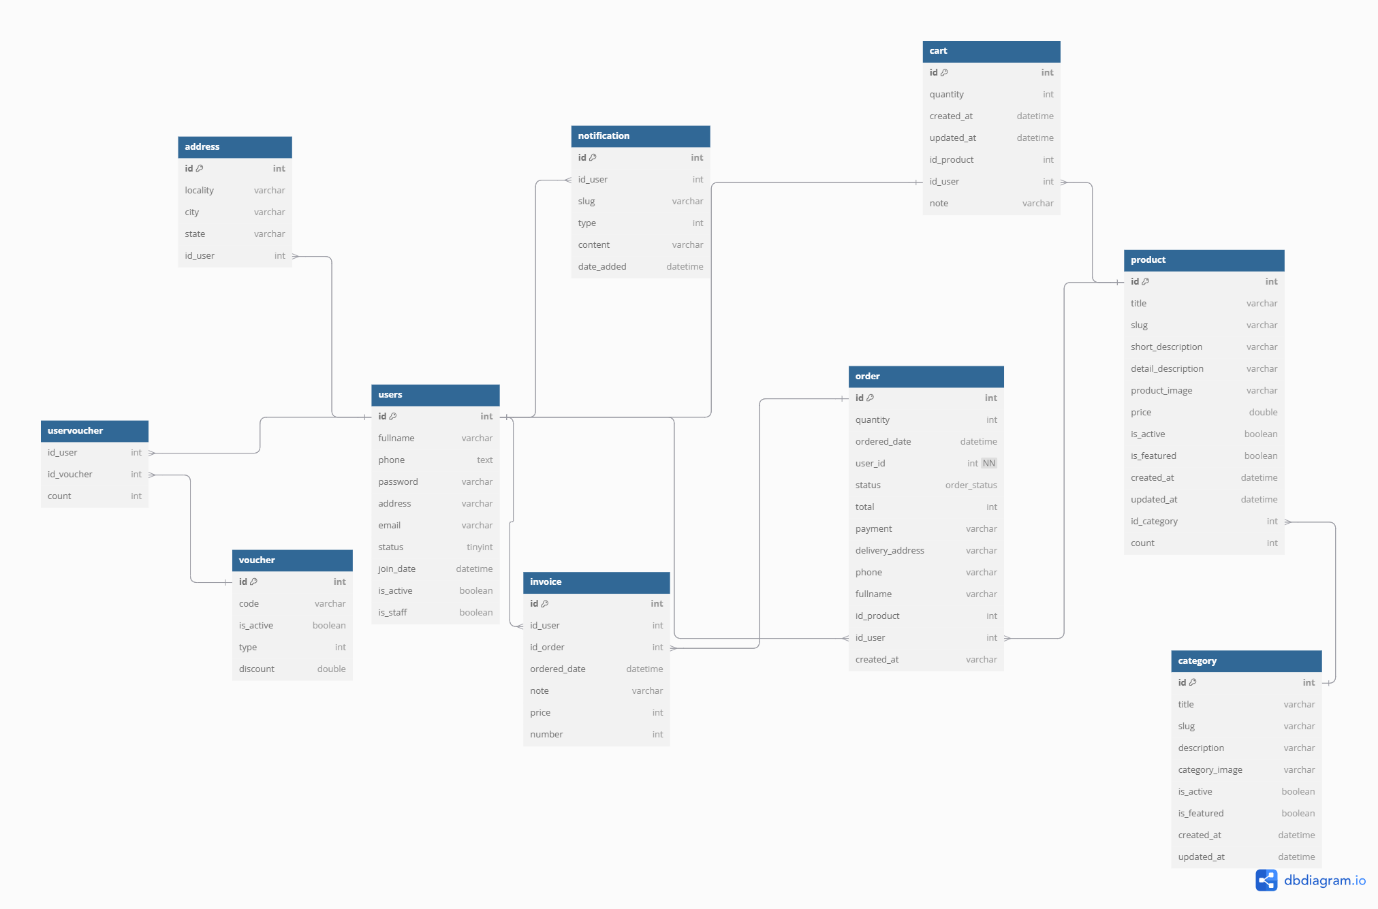 cart
id int
quantity int
created_at datetime
updated_at datetime
id_product int
id_user int
note varchar
notification
id int
id_user int
slug varchar
type int
content varchar
date_added datetime
address
id int
locality varchar
city varchar
state varchar
id_user int
product
id int
title varchar
slug varchar
short_description varchar
detail_description varchar
product_image varchar
price double
is_active boolean
is_featured boolean
created_at datetime
updated_at datetime
id_category int
count int
order
id int
quantity int
ordered_date datetime
user_id int NN
status order_status
total int
payment varchar
delivery_address varchar
phone varchar
fullname varchar
id_product int
id_user int
created_at varchar
users
id int
fullname varchar
phone text
password varchar
address varchar
email varchar
status tinyint
join_date datetime
is_active boolean
is_staff boolean
uservoucher
id_user int
id_voucher int
count int
voucher
id int
code varchar
is_active boolean
type int
discount double
invoice
id int
id_user int
id_order int
ordered_date datetime
note varchar
price int
number int
category
id int
title varchar
slug varchar
description varchar
category_image varchar
is_active boolean
is_featured boolean
created_at datetime
updated_at datetime
dbdiagram.io